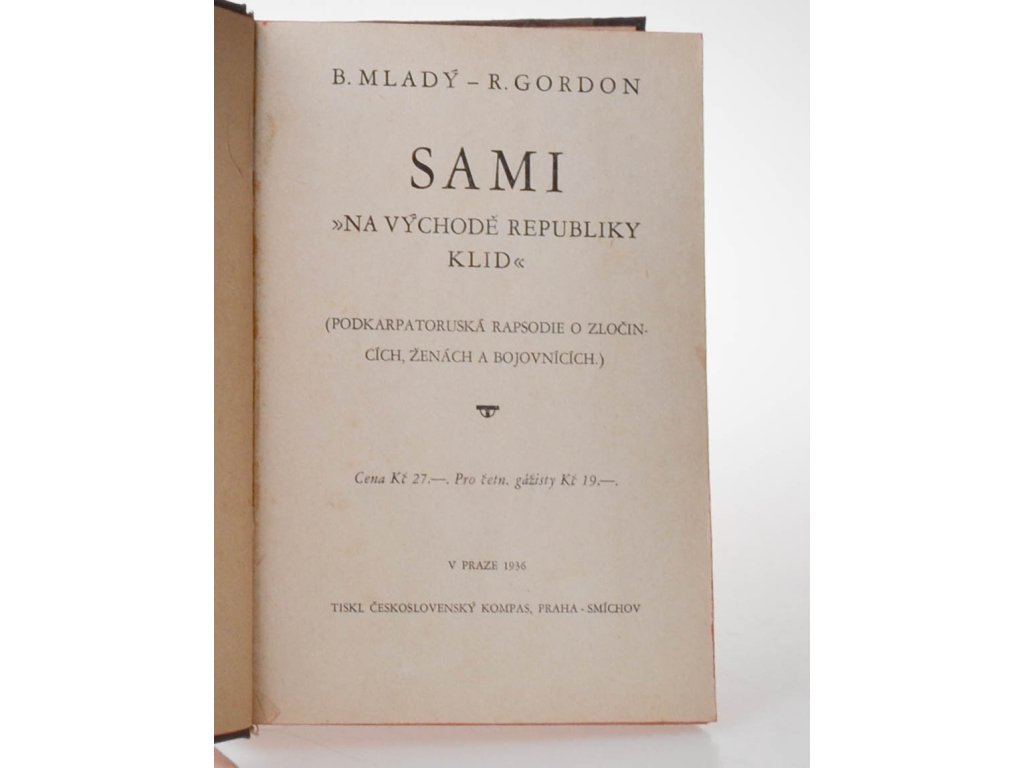 B. MLADÝ – R. GORDON
SAMI
»NA VÝCHODĚ REPUBLIKY
KLID«
(PODKARPATORUSKÁ RAPSODIE O ZLOČIN-
CÍCH, ŽENÁCH A BOJOVNÍCÍCH.)
Cena Kč 27.—. Pro četn. gážisty Kč 19.—.
V PRAZE 1936
TISKL ČESKOSLOVENSKÝ KOMPAS, PRAHA - SMÍCHOV